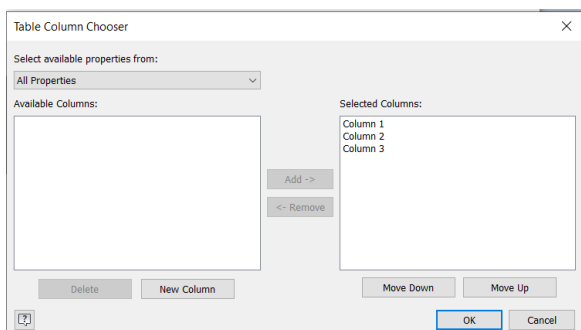 Table Column Chooser
Select available properties from:
All Properties
Available Columns:
Selected Columns:
Column 1
Column 2
Column 3
Add ->
<- Remove
Delete
New Column
Move Down
Move Up
?
OK
Cancel